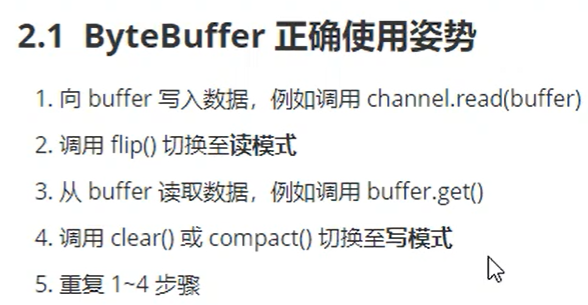 2.1 ByteBuffer 正确使用姿势
1. 向 buffer 写入数据，例如调用 channel.read(buffer)
2. 调用 flip() 切换至读模式
3. 从 buffer 读取数据，例如调用 buffer.get()
4. 调用 clear() 或 compact() 切换至写模式
5. 重复 1~4 步骤